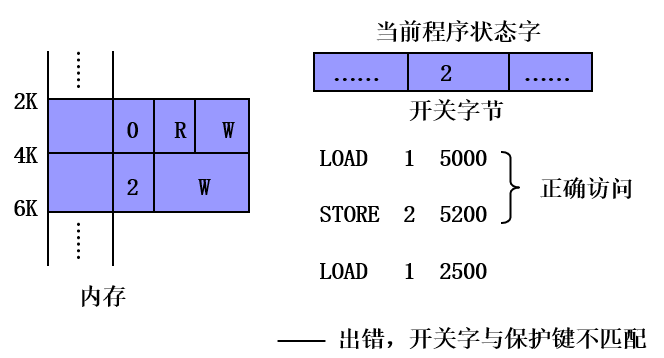 当前程序状态字
…… 2 ……
开关字节
……
2K
0 R W
4K
2 W
6K
……
内存
LOAD 1 5000
STORE 2 5200
正确访问
LOAD 1 2500
—— 出错，开关字与保护键不匹配